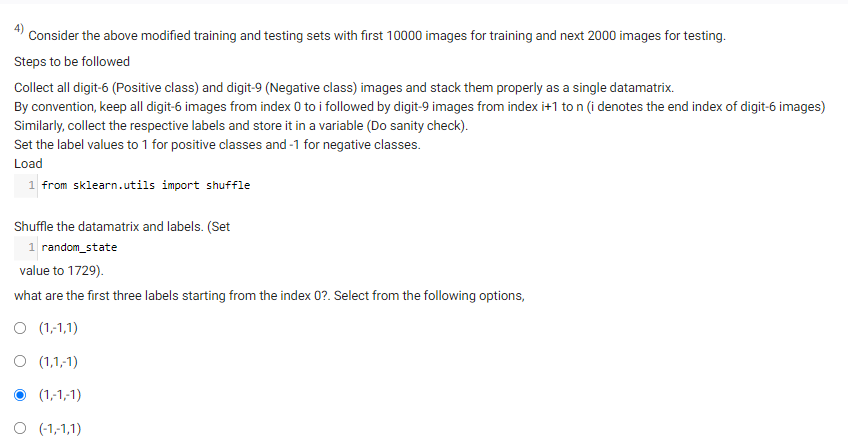 4) Consider the above modified training and testing sets with first 10000 images for training and next 2000 images for testing.
Steps to be followed
Collect all digit-6 (Positive class) and digit-9 (Negative class) images and stack them properly as a single datamatrix.
By convention, keep all digit-6 images from index 0 to i followed by digit-9 images from index i+1 to n (i denotes the end index of digit-6 images)
Similarly, collect the respective labels and store it in a variable (Do sanity check).
Set the label values to 1 for positive classes and -1 for negative classes.
Load
1 from sklearn.utils import shuffle
Shuffle the datamatrix and labels. (Set
1 random_state
value to 1729).
what are the first three labels starting from the index 0?. Select from the following options,
(1,-1,1)
(1,1,-1)
(1,-1,-1)
(-1,-1,1)